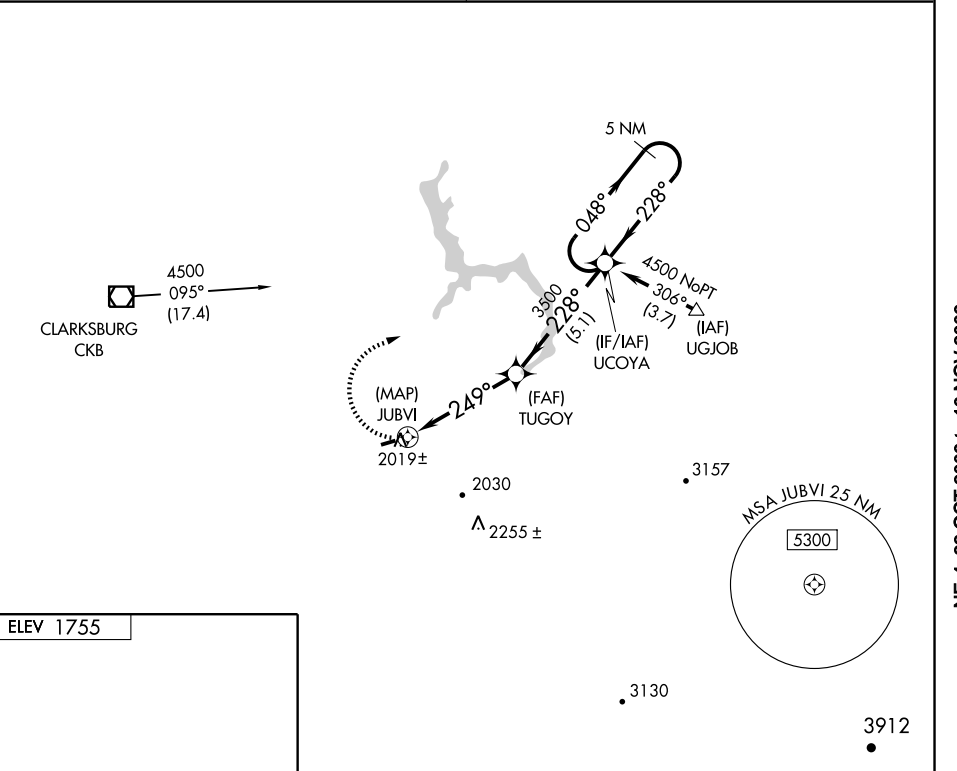 5 NM
048°
228°
4500 NoPT
306°
(3.7)
(IAF)
UGJOB
4500
095°
(17.4)
CLARKSBURG
CKB
3500
228°
(5.1)
(IF/IAF)
UCOYA
(MAP)
JUBVI
249°
(FAF)
TUGOY
2019±
2030
2255 ±
3157
MSA JUBVI 25 NM
5300
ELEV 1755
3130
3912